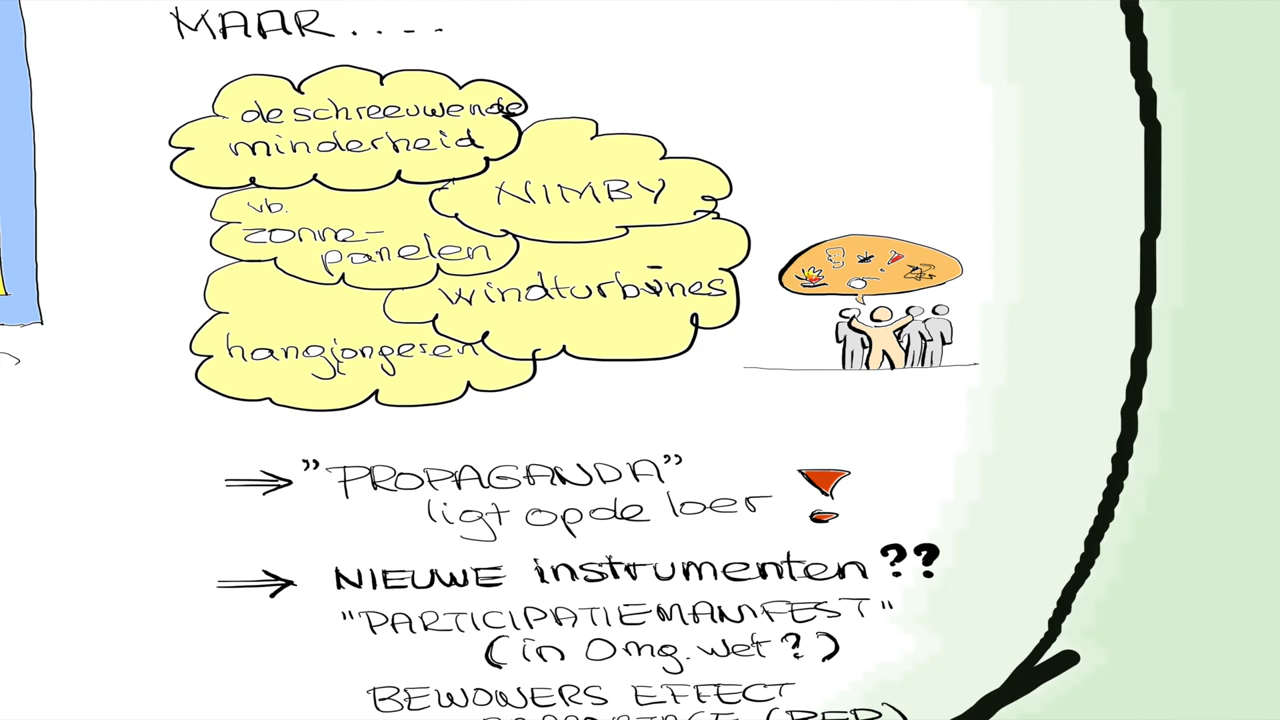 MAAR....
de schreeuwende
minderheid
NIMBY
vb.
zonne-
panelen
windturbines
hangjongeren
⇒ "PROPAGANDA"
ligt op de loer !
⇒ NIEUWE instrumenten??
"PARTICIPATIEMANIFEST"
(in Omg. wet?)
BEWONERS EFFECT
(BER)